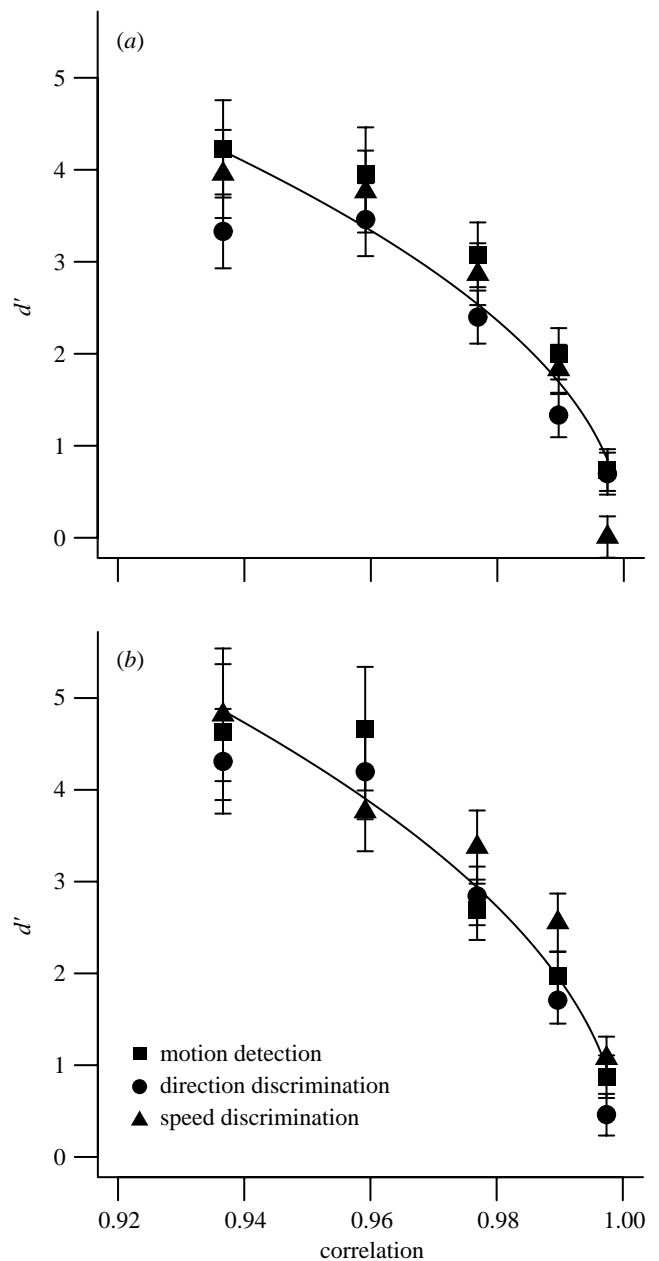 (a)
5
4
3
2
1
0
d′
(b)
5
4
3
2
1
0
d′
motion detection
direction discrimination
speed discrimination
0.92 0.94 0.96 0.98 1.00
correlation